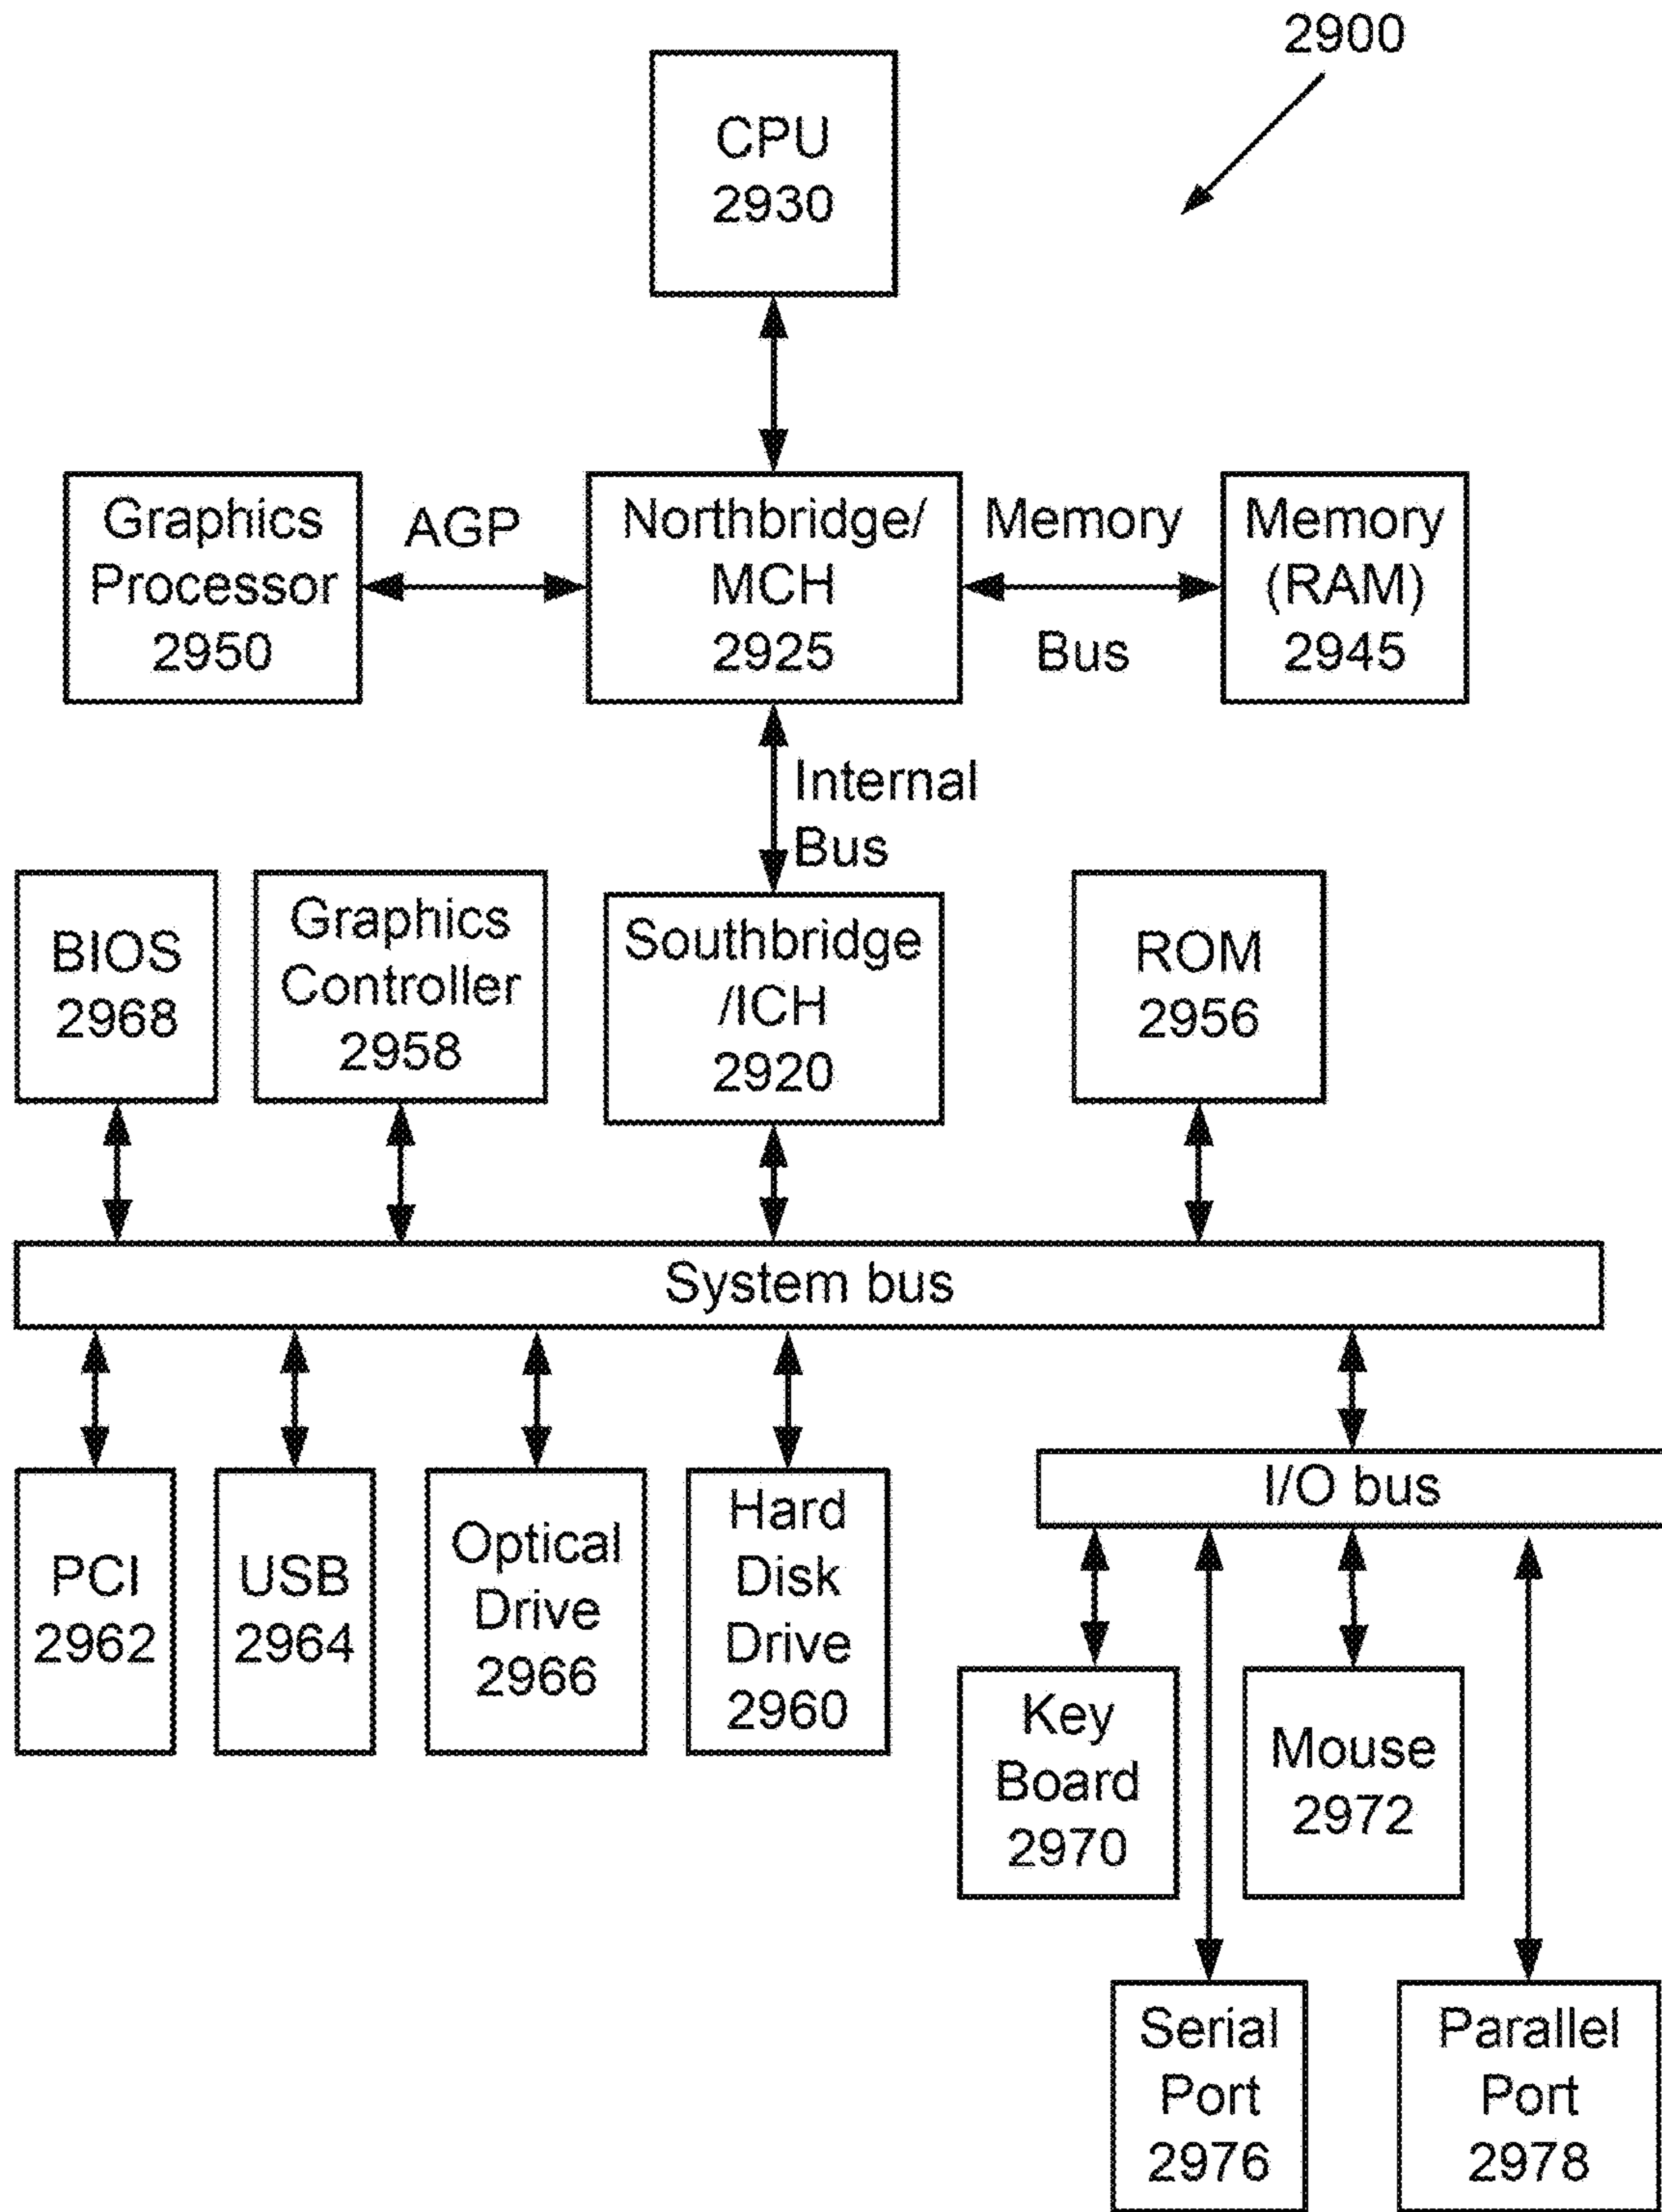 2900
CPU
2930
Graphics
Processor
2950
AGP
Northbridge/
MCH
2925
Memory
Bus
Memory
(RAM)
2945
Internal
Bus
BIOS
2968
Graphics
Controller
2958
Southbridge
/ICH
2920
ROM
2956
System bus
PCI
2962
USB
2964
Optical
Drive
2966
Hard
Disk
Drive
2960
I/O bus
Key
Board
2970
Mouse
2972
Serial
Port
2976
Parallel
Port
2978